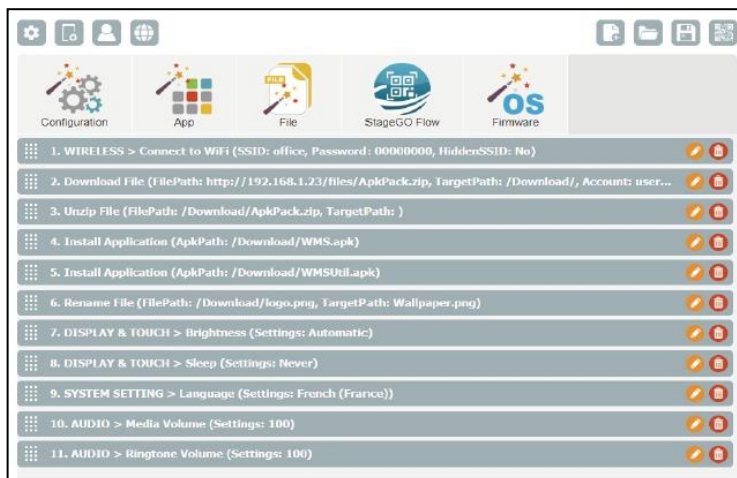 FILE
OS
Configuration App File StageGO Flow Firmware
1. WIRELESS > Connect to WiFi (SSID: office, Password: 00000000, HiddenSSID: No)
2. Download File (FilePath: http://192.168.1.23/files/ApkPack.zip, TargetPath: /Download/, Account: user...
3. Unzip File (FilePath: /Download/ApkPack.zip, TargetPath: )
4. Install Application (ApkPath: /Download/WMS.apk)
5. Install Application (ApkPath: /Download/WMSUtil.apk)
6. Rename File (FilePath: /Download/logo.png, TargetPath: Wallpaper.png)
7. DISPLAY & TOUCH > Brightness (Settings: Automatic)
8. DISPLAY & TOUCH > Sleep (Settings: Never)
9. SYSTEM SETTING > Language (Settings: French (France))
10. AUDIO > Media Volume (Settings: 100)
11. AUDIO > Ringtone Volume (Settings: 100)